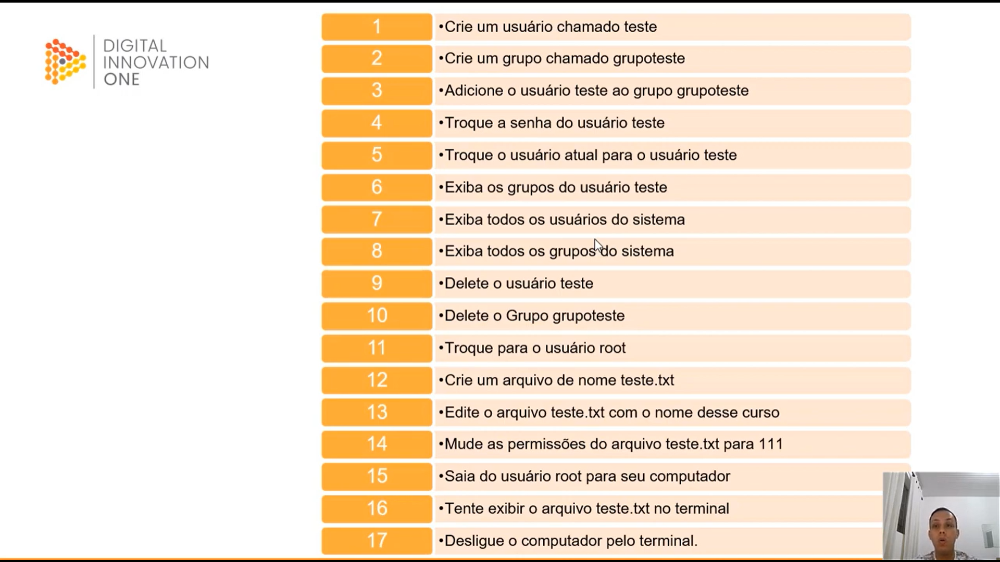 DIGITAL
INNOVATION
ONE
1 •Crie um usuário chamado teste
2 •Crie um grupo chamado grupoteste
3 •Adicione o usuário teste ao grupo grupoteste
4 •Troque a senha do usuário teste
5 •Troque o usuário atual para o usuário teste
6 •Exiba os grupos do usuário teste
7 •Exiba todos os usuários do sistema
8 •Exiba todos os grupos do sistema
9 •Delete o usuário teste
10 •Delete o Grupo grupoteste
11 •Troque para o usuário root
12 •Crie um arquivo de nome teste.txt
13 •Edite o arquivo teste.txt com o nome desse curso
14 •Mude as permissões do arquivo teste.txt para 111
15 •Saia do usuário root para seu computador
16 •Tente exibir o arquivo teste.txt no terminal
17 •Desligue o computador pelo terminal.